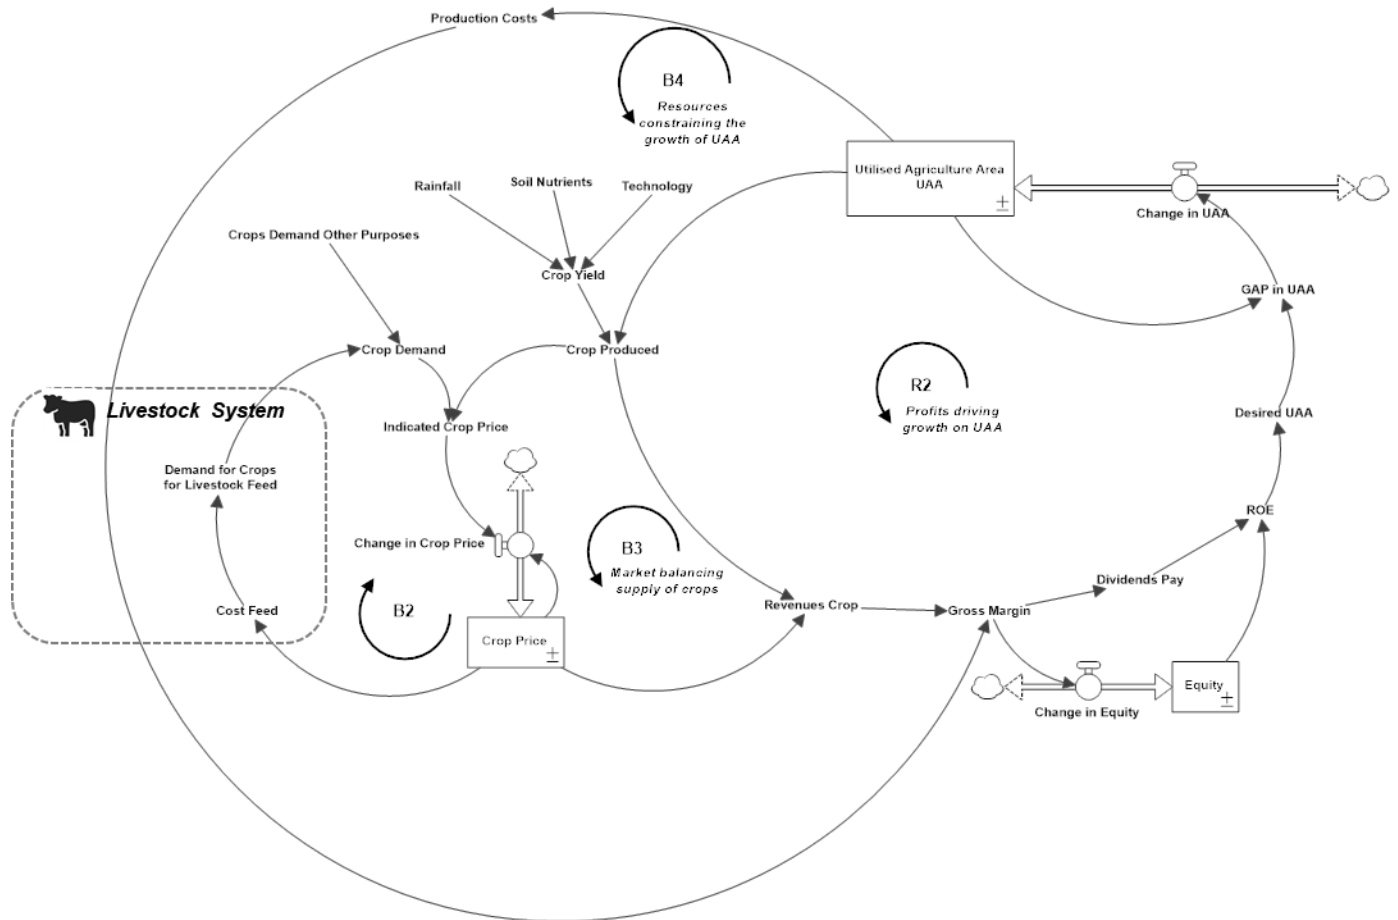 Production Costs
B4
Resources
constraining the
growth of UAA
Utilised Agriculture Area
UAA
±
Change in UAA
Rainfall
Soil Nutrients
Technology
Crops Demand Other Purposes
Crop Yield
GAP in UAA
Crop Demand
Crop Produced
R2
Profits driving
growth on UAA
Livestock System
Indicated Crop Price
Desired UAA
Demand for Crops
for Livestock Feed
ROE
Change in Crop Price
B3
Market balancing
supply of crops
Dividends Pay
Cost Feed
B2
Revenues Crop
Gross Margin
Crop Price
±
Equity
±
Change in Equity